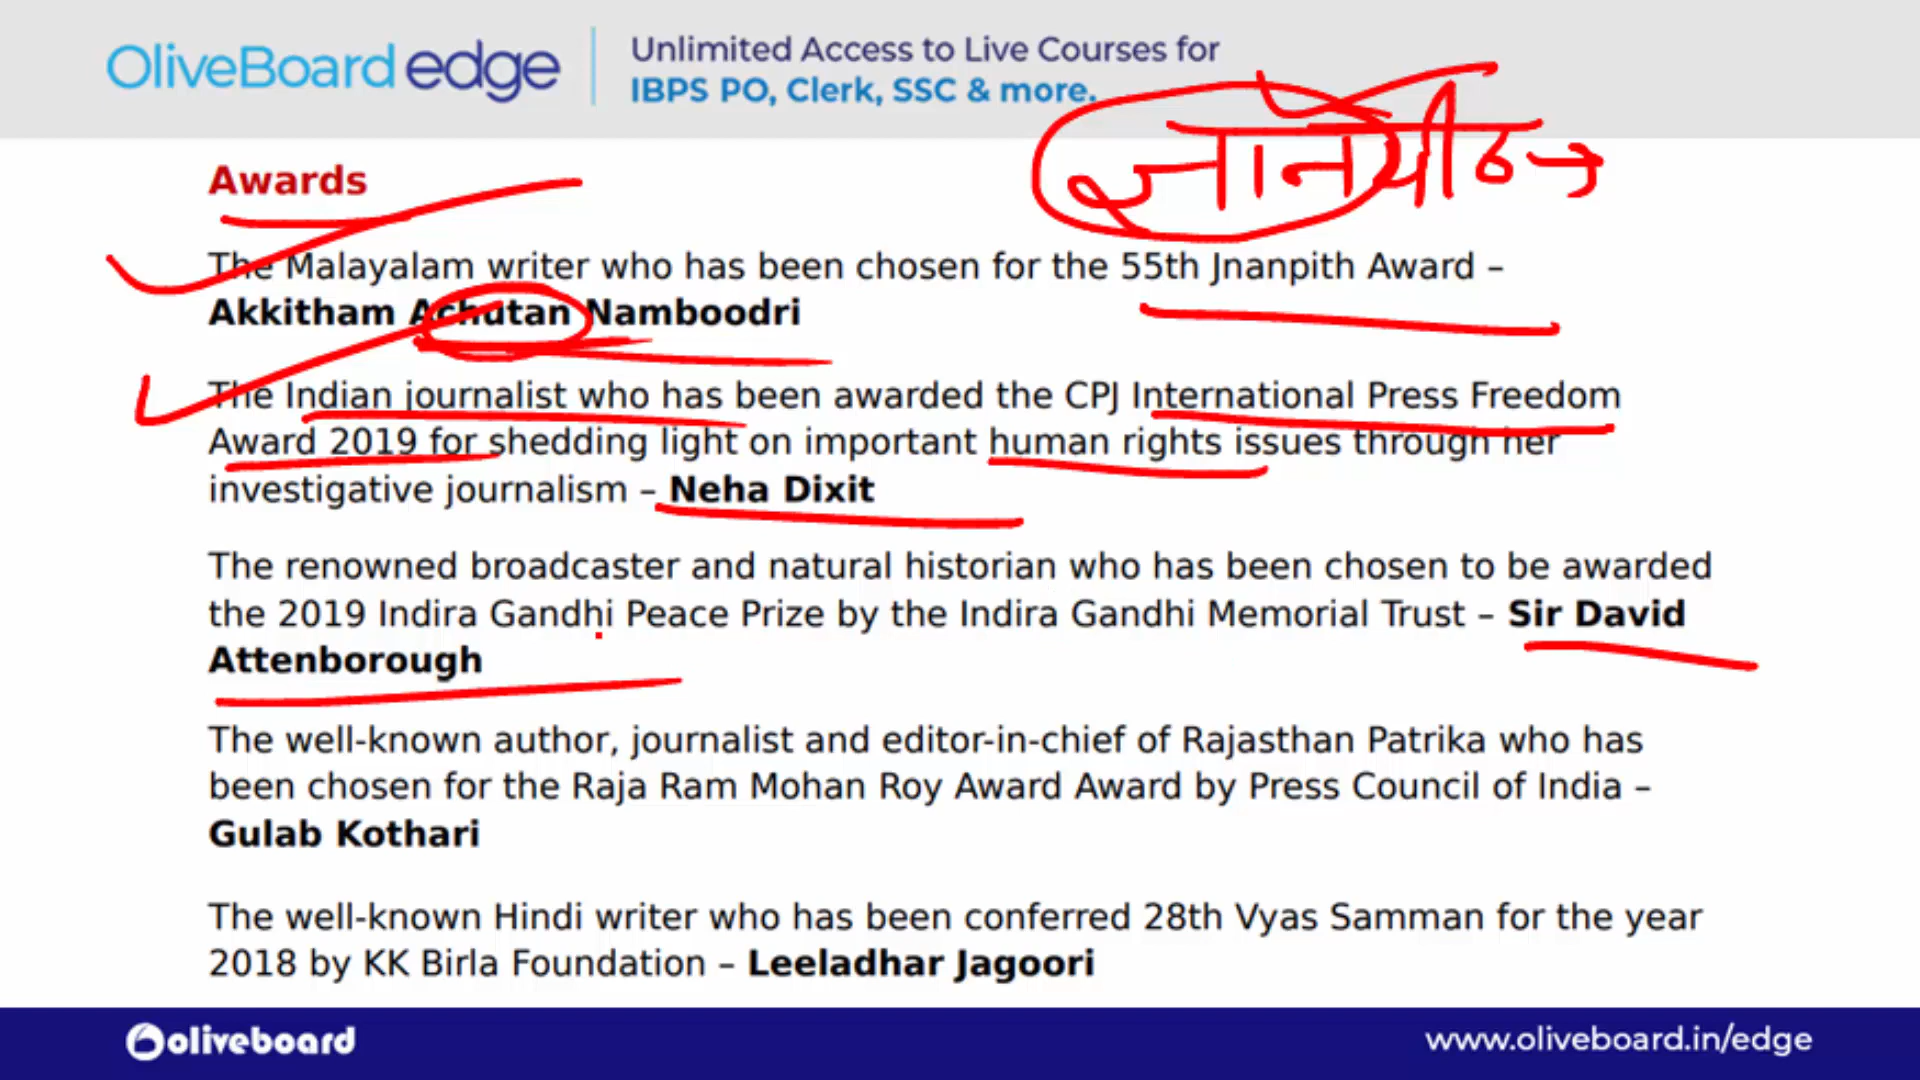 OliveBoard edge
Unlimited Access to Live Courses for
IBPS PO, Clerk, SSC & more.
ज्ञानपीठ→
Awards
The Malayalam writer who has been chosen for the 55th Jnanpith Award –
Akkitham Achutan Namboodri
The Indian journalist who has been awarded the CPJ International Press Freedom
Award 2019 for shedding light on important human rights issues through her
investigative journalism – Neha Dixit
The renowned broadcaster and natural historian who has been chosen to be awarded
the 2019 Indira Gandhi Peace Prize by the Indira Gandhi Memorial Trust – Sir David
Attenborough
The well-known author, journalist and editor-in-chief of Rajasthan Patrika who has
been chosen for the Raja Ram Mohan Roy Award Award by Press Council of India –
Gulab Kothari
The well-known Hindi writer who has been conferred 28th Vyas Samman for the year
2018 by KK Birla Foundation – Leeladhar Jagoori
oliveboard
www.oliveboard.in/edge